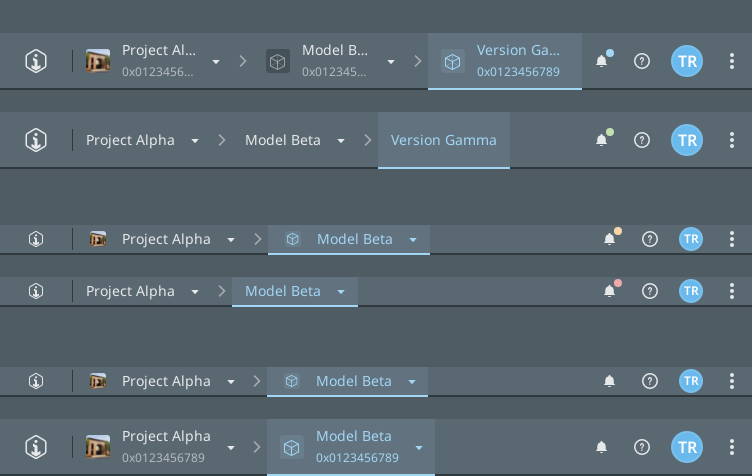 Project Al... Model B... Version Ga...
0x0123456... 0x012345... 0x0123456789
TR
Project Alpha Model Beta Version Gamma TR
Project Alpha Model Beta TR
Project Alpha Model Beta TR
Project Alpha Model Beta TR
Project Alpha Model Beta
0x0123456789 0x0123456789
TR